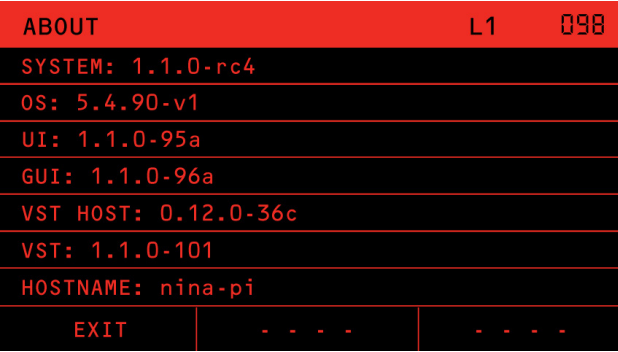 ABOUT L1 098
SYSTEM: 1.1.0-rc4
OS: 5.4.90-v1
UI: 1.1.0-95a
GUI: 1.1.0-96a
VST HOST: 0.12.0-36c
VST: 1.1.0-101
HOSTNAME: nina-pi
EXIT - - - - - - - -